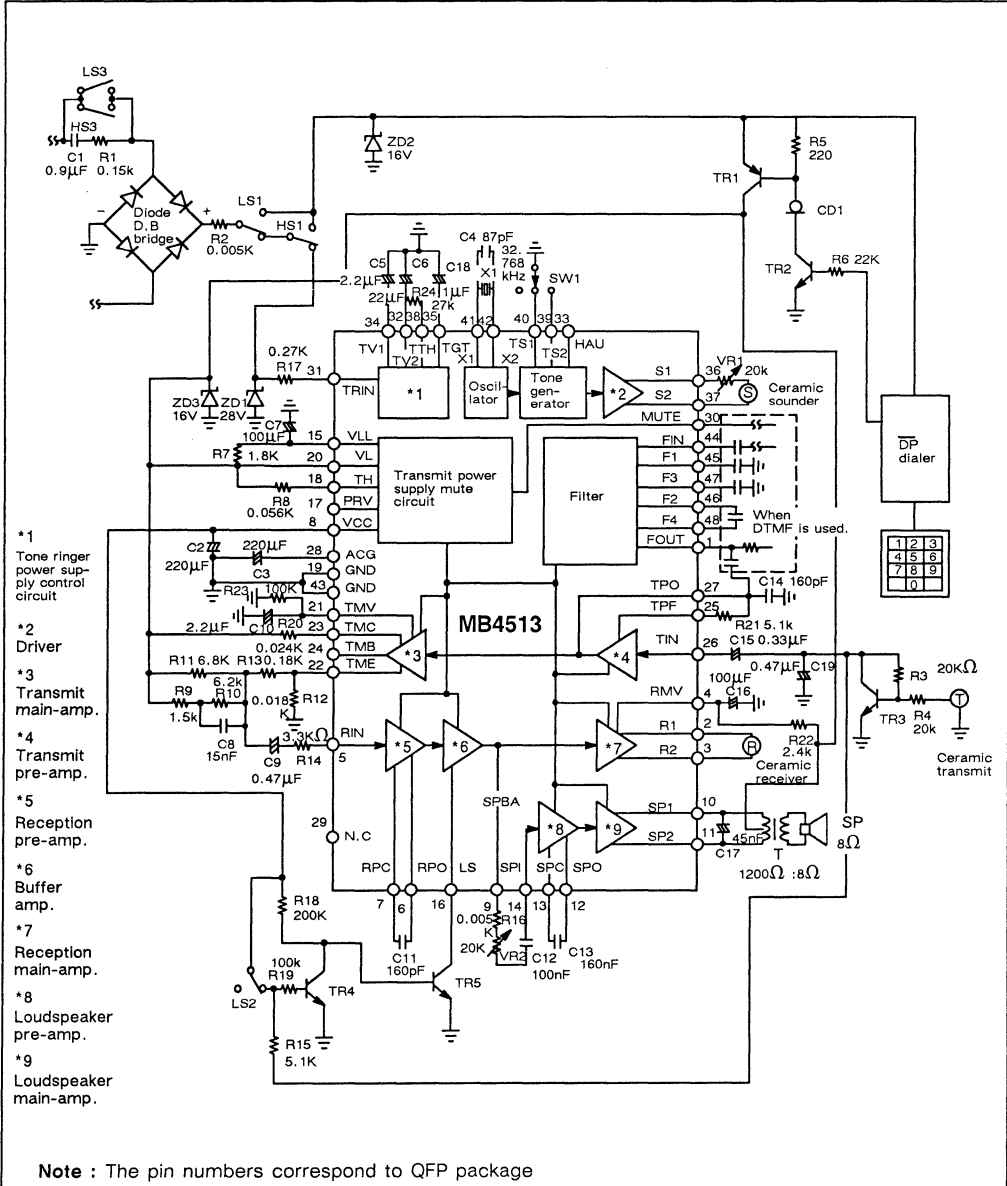 LS3
HS3
C1
0.9µF
R1
0.15k
Diode
D.B
bridge
−
+
R2
0.005K
LS1
HS1
ZD2
16V
R5
220
TR1
CD1
TR2
R6 22K
C4 87pF
X1
32.
768
kHz
SW1
C5
2.2µF
C6
22µF
R24
C18
1µF
27k
34
32
38
35
41
42
40
39
33
TV1
TV2
TTH
TGT
X1
X2
TS1
TS2
HAU
0.27K
R17
31
TRIN
*1
Oscil-
lator
Tone
gen-
erator
*2
S1
36
VR1
20k
S
S2
37
Ceramic
sounder
ZD3
16V
ZD1
28V
C7
100µF
15
VLL
R7
1.8K
20
VL
18
TH
R8
0.056K
17
PRV
8
VCC
Transmit power
supply mute
circuit
Filter
MUTE
30
FIN
44
F1
45
F3
47
F2
46
F4
48
FOUT
1
When
DTMF is used.
DP
dialer
1 2 3
4 5 6
7 8 9
0
C2
220µF
220µF
C3
28
ACG
19
GND
43
GND
R23
100K
21
TMV
C10
2.2µF
R20
0.024K
23
TMC
24
TMB
22
TME
*3
MB4513
*4
TPO
27
C14 160pF
TPF
25
R21 5.1k
TIN
26
C15 0.33µF
0.47µF
C19
R11 6.8K
R13 0.18K
R9
1.5k
6.2k
R10
C8
15nF
0.018
K
R12
C9
0.47µF
3.3KΩ
R14
RIN
5
*5
*6
*7
RMV
4
100µF
C16
R1
2
R2
3
R
Ceramic
receiver
R22
2.4k
20KΩ
R3
TR3
R4
20k
T
Ceramic
transmit
SPBA
*8
*9
SP1
10
SP2
11
45nF
C17
T
1200Ω :8Ω
SP
8Ω
29
N.C
RPC
RPO
LS
SPI
SPC
SPO
7
6
16
9
14
13
12
C11
160pF
0.005
K
R16
20K
VR2
C12
100nF
C13
160nF
R18
200K
100k
R19
TR4
TR5
LS2
R15
5.1K
*1
Tone ringer
power sup-
ply control
circuit
*2
Driver
*3
Transmit
main-amp.
*4
Transmit
pre-amp.
*5
Reception
pre-amp.
*6
Buffer
amp.
*7
Reception
main-amp.
*8
Loudspeaker
pre-amp.
*9
Loudspeaker
main-amp.
Note : The pin numbers correspond to QFP package